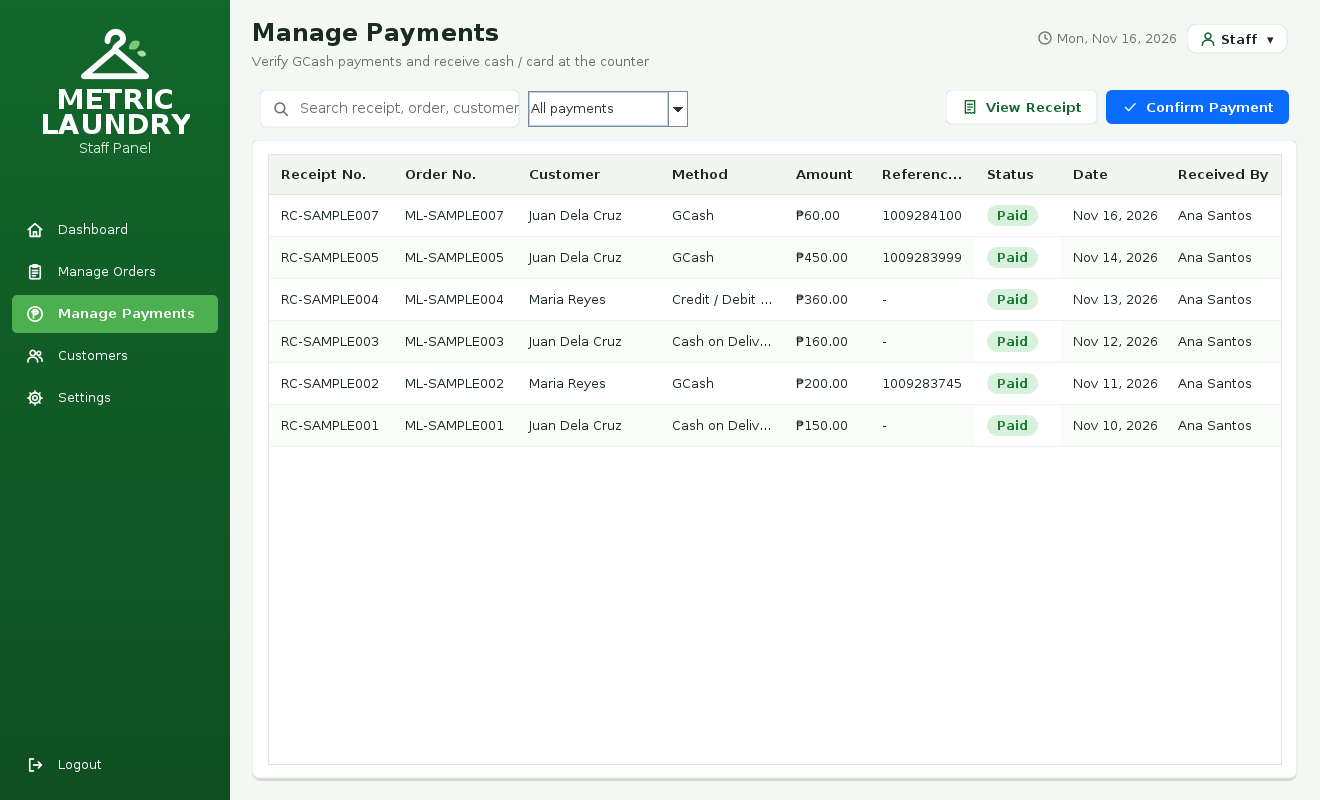 METRIC
LAUNDRY
Staff Panel
Dashboard
Manage Orders
Manage Payments
Customers
Settings
Logout
Manage Payments
Verify GCash payments and receive cash / card at the counter
Mon, Nov 16, 2026
Staff ▾
Search receipt, order, customer
All payments
View Receipt
Confirm Payment
Receipt No. Order No. Customer Method Amount Referenc... Status Date Received By
RC-SAMPLE007 ML-SAMPLE007 Juan Dela Cruz GCash ₱60.00 1009284100 Paid Nov 16, 2026 Ana Santos
RC-SAMPLE005 ML-SAMPLE005 Juan Dela Cruz GCash ₱450.00 1009283999 Paid Nov 14, 2026 Ana Santos
RC-SAMPLE004 ML-SAMPLE004 Maria Reyes Credit / Debit ... ₱360.00 - Paid Nov 13, 2026 Ana Santos
RC-SAMPLE003 ML-SAMPLE003 Juan Dela Cruz Cash on Deliv... ₱160.00 - Paid Nov 12, 2026 Ana Santos
RC-SAMPLE002 ML-SAMPLE002 Maria Reyes GCash ₱200.00 1009283745 Paid Nov 11, 2026 Ana Santos
RC-SAMPLE001 ML-SAMPLE001 Juan Dela Cruz Cash on Deliv... ₱150.00 - Paid Nov 10, 2026 Ana Santos